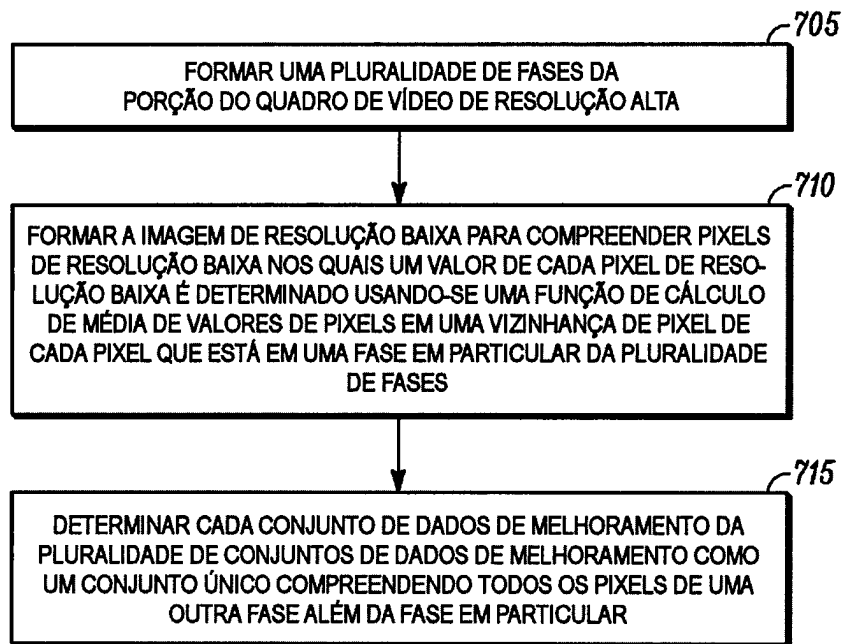 705
FORMAR UMA PLURALIDADE DE FASES DA
PORÇÃO DO QUADRO DE VÍDEO DE RESOLUÇÃO ALTA
710
FORMAR A IMAGEM DE RESOLUÇÃO BAIXA PARA COMPREENDER PIXELS
DE RESOLUÇÃO BAIXA NOS QUAIS UM VALOR DE CADA PIXEL DE RESO-
LUÇÃO BAIXA É DETERMINADO USANDO-SE UMA FUNÇÃO DE CÁLCULO
DE MÉDIA DE VALORES DE PIXELS EM UMA VIZINHANÇA DE PIXEL DE
CADA PIXEL QUE ESTÁ EM UMA FASE EM PARTICULAR DA PLURALIDADE
DE FASES
715
DETERMINAR CADA CONJUNTO DE DADOS DE MELHORAMENTO DA
PLURALIDADE DE CONJUNTOS DE DADOS DE MELHORAMENTO COMO
UM CONJUNTO ÚNICO COMPREENDENDO TODOS OS PIXELS DE UMA
OUTRA FASE ALÉM DA FASE EM PARTICULAR